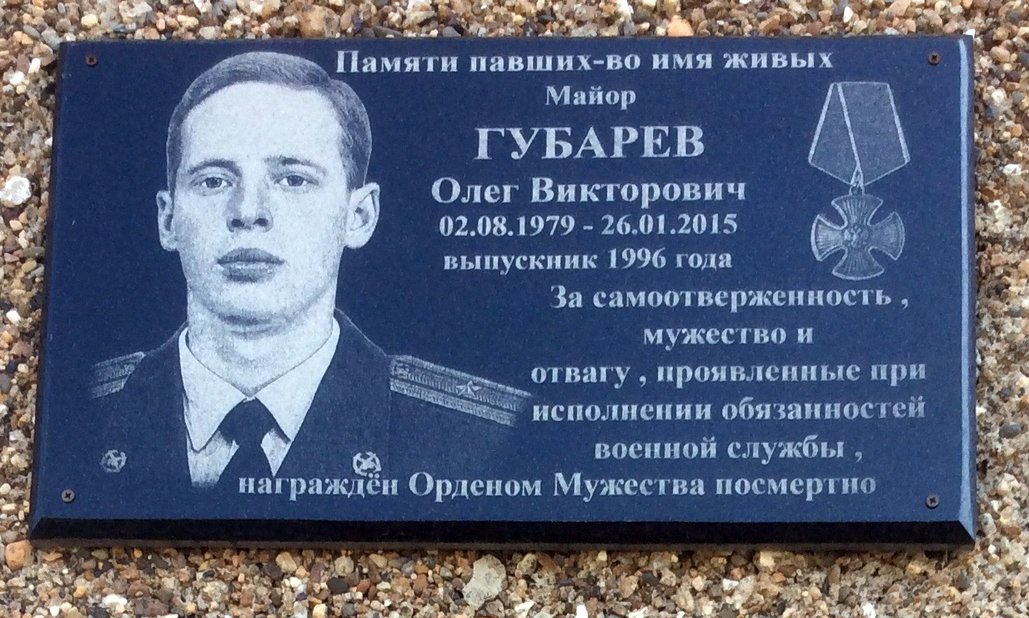 Памяти павших-во имя живых
Майор
ГУБАРЕВ
Олег Викторович
02.08.1979 - 26.01.2015
выпускник 1996 года
За самоотверженность ,
мужество и
отвагу , проявленные при
исполнении обязанностей
военной службы ,
награждён Орденом Мужества посмертно